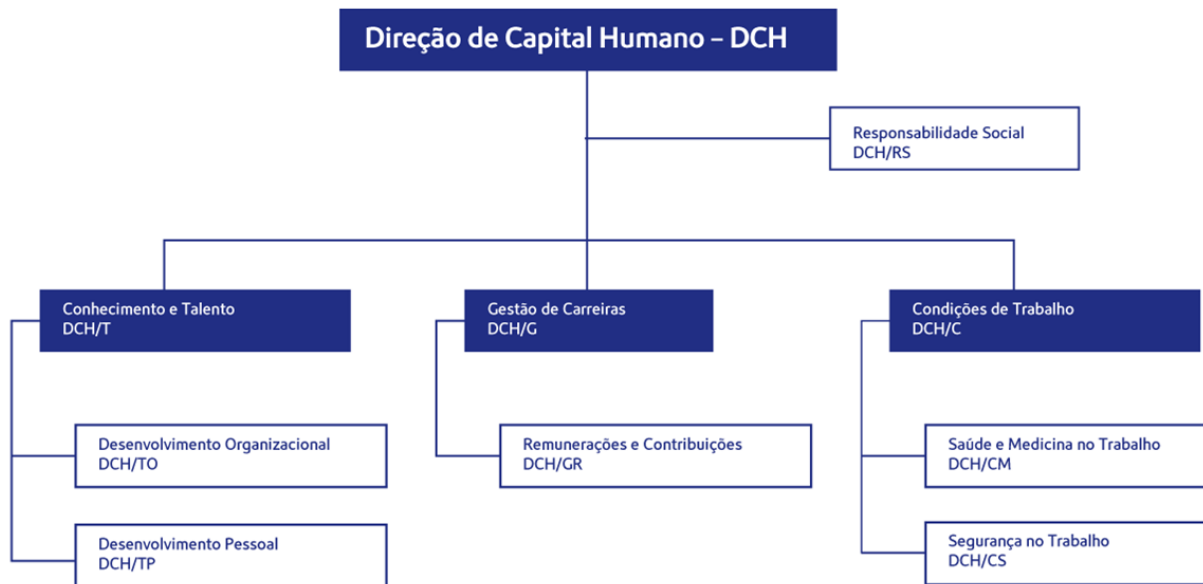 Direção de Capital Humano – DCH
Responsabilidade Social
DCH/RS
Conhecimento e Talento
DCH/T
Gestão de Carreiras
DCH/G
Condições de Trabalho
DCH/C
Desenvolvimento Organizacional
DCH/TO
Remunerações e Contribuições
DCH/GR
Saúde e Medicina no Trabalho
DCH/CM
Desenvolvimento Pessoal
DCH/TP
Segurança no Trabalho
DCH/CS